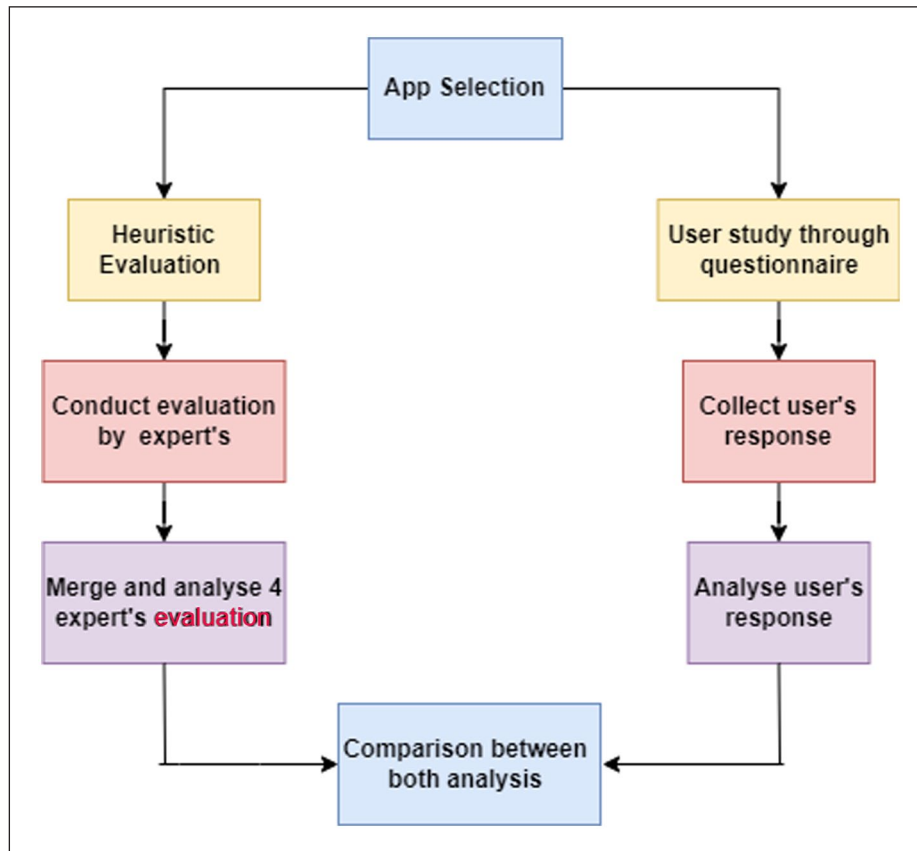 App Selection
Heuristic
Evaluation
User study through
questionnaire
Conduct evaluation
by expert's
Collect user's
response
Merge and analyse 4
expert's evaluation
Analyse user's
response
Comparison between
both analysis